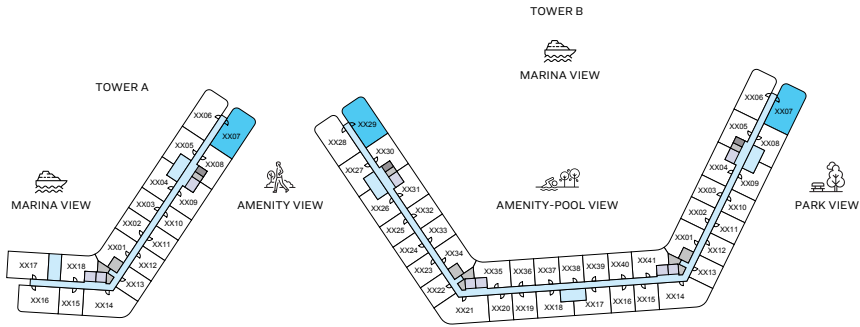 TOWER B
MARINA VIEW
TOWER A
MARINA VIEW
AMENITY VIEW
AMENITY-POOL VIEW
PARK VIEW
XX06
XX07
XX05
XX08
XX04
XX09
XX03
XX10
XX02
XX11
XX01
XX12
XX13
XX17
XX18
XX16
XX15
XX14
XX29
XX28
XX30
XX27
XX31
XX26
XX32
XX25
XX33
XX24
XX34
XX23
XX22
XX21
XX35
XX36
XX37
XX38
XX39
XX40
XX41
XX20
XX19
XX18
XX17
XX16
XX15
XX14
XX06
XX07
XX05
XX08
XX04
XX09
XX03
XX10
XX02
XX11
XX01
XX12
XX13